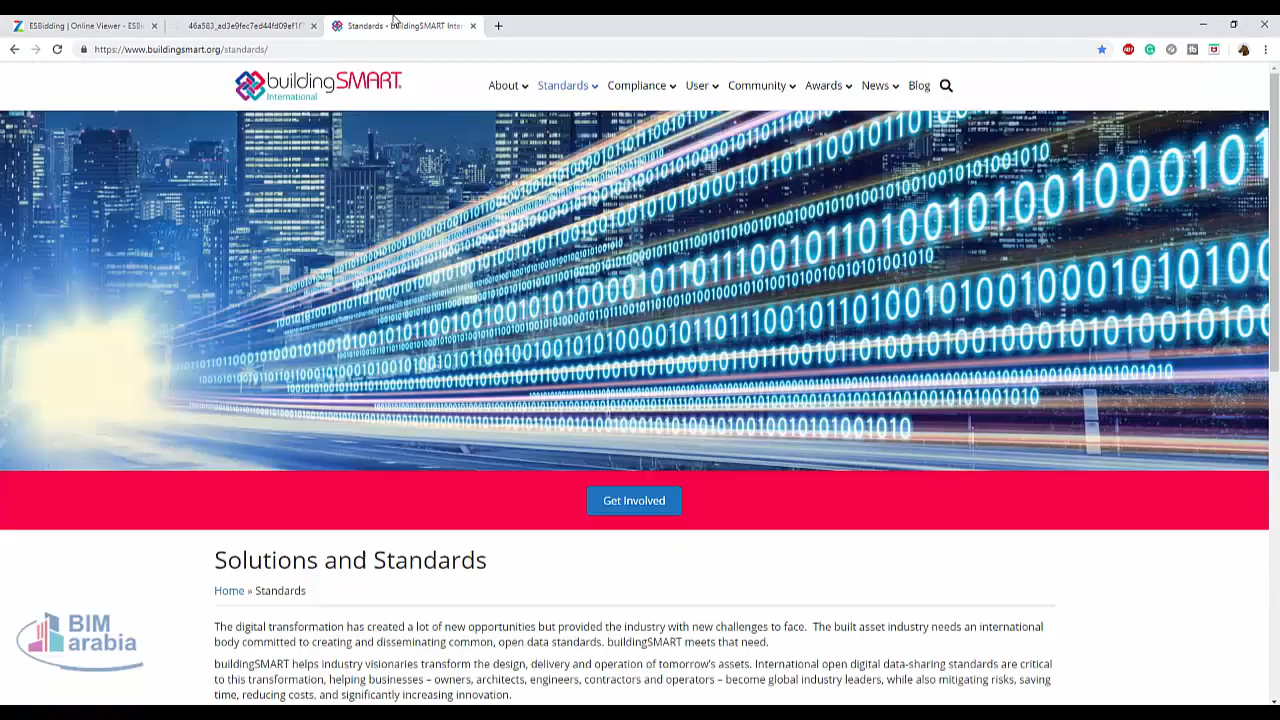 ESBidding | Online Viewer - ESBi
46a583_ad3e9fec7ed44fd09ef1f
Standards - buildingSMART Inter
https://www.buildingsmart.org/standards/
buildingSMART
International
About
Standards
Compliance
User
Community
Awards
News
Blog
Get Involved
Solutions and Standards
Home » Standards
The digital transformation has created a lot of new opportunities but provided the industry with new challenges to face. The built asset industry needs an international
body committed to creating and disseminating common, open data standards. buildingSMART meets that need.
buildingSMART helps industry visionaries transform the design, delivery and operation of tomorrow's assets. International open digital data-sharing standards are critical
to this transformation, helping businesses – owners, architects, engineers, contractors and operators – become global industry leaders, while also mitigating risks, saving
time, reducing costs, and significantly increasing innovation.
BIM
arabia